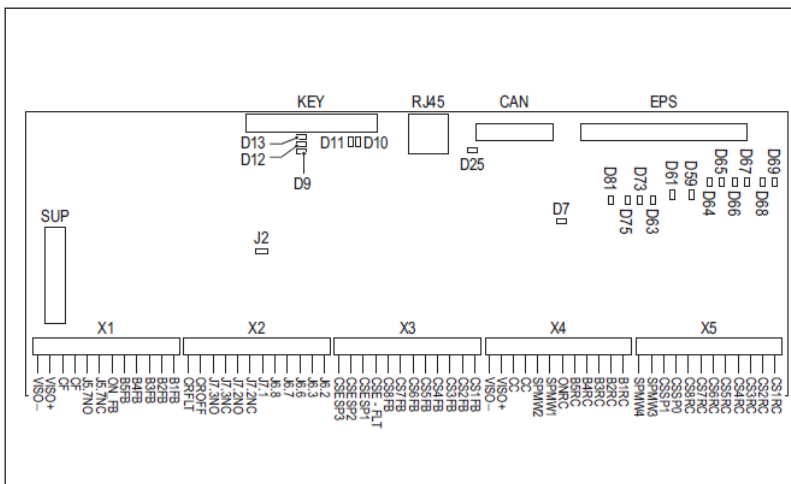 KEY
RJ45
CAN
EPS
D13
D12
D9
D11
D10
D25
D81
D75
D73
D63
D61
D59
D64
D65
D66
D67
D68
D69
SUP
J2
D7
X1
X2
X3
X4
X5
VISO–
VISO+
CF
CF
J5.7NO
J5.7NC
ON_FB
B5FB
B4FB
B3FB
B2FB
B1FB
CRFLT
CROFF
J7.3NO
J7.3NO
J7.2NO
J7.2NC
J7.1
J6.8
J6.7
J6.6
J6.3
J6.2
CSESP3
CSESP2
CSESP1
CSE - FLT
CS8FB
CS7FB
CS6FB
CS5FB
CS4FB
CS3FB
CS2FB
CS1FB
VISO–
VISO+
CC
CC
SPMW2
SPMW1
ONRC
B5RC
B4RC
B3RC
B2RC
B1RC
SPMW4
SPMW3
CSSP1
CSSP0
CS8RC
CS7RC
CS6RC
CS5RC
CS4RC
CS3RC
CS2RC
CS1RC